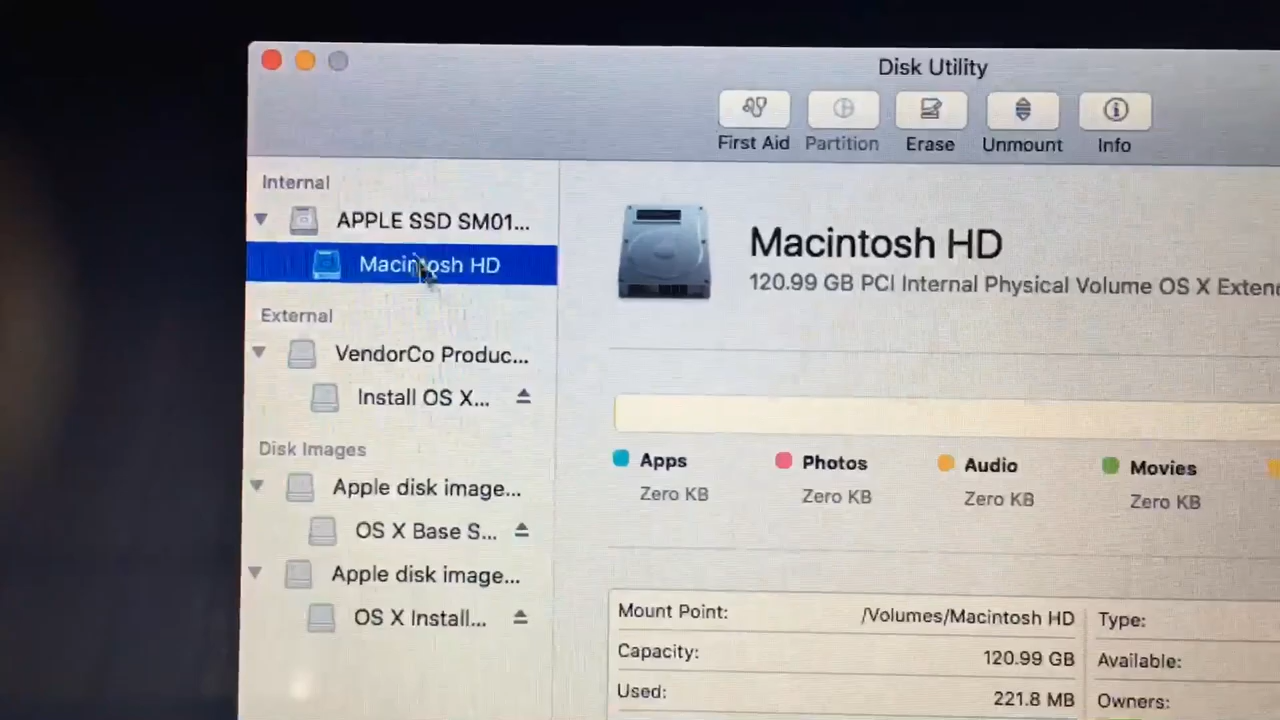 Disk Utility
First Aid
Partition
Erase
Unmount
Info
Internal
APPLE SSD SM01...
Macintosh HD
External
VendorCo Produc...
Install OS X...
Disk Images
Apple disk image...
OS X Base S...
Apple disk image...
OS X Install...
Macintosh HD
120.99 GB PCI Internal Physical Volume OS X Exten
Apps
Zero KB
Photos
Zero KB
Audio
Zero KB
Movies
Zero KB
Mount Point: /Volumes/Macintosh HD
Capacity: 120.99 GB
Used: 221.8 MB
Type:
Available:
Owners: